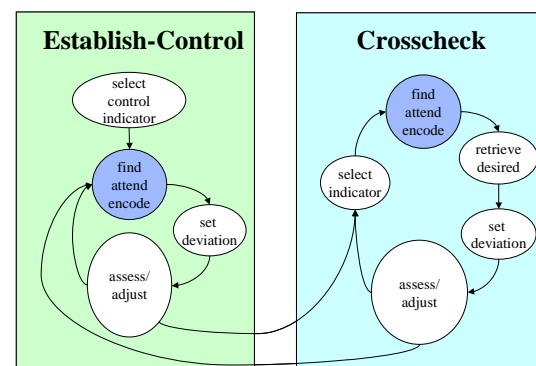 Establish-Control
select
control
indicator
find
attend
encode
set
deviation
assess/
adjust
Crosscheck
find
attend
encode
retrieve
desired
select
indicator
set
deviation
assess/
adjust